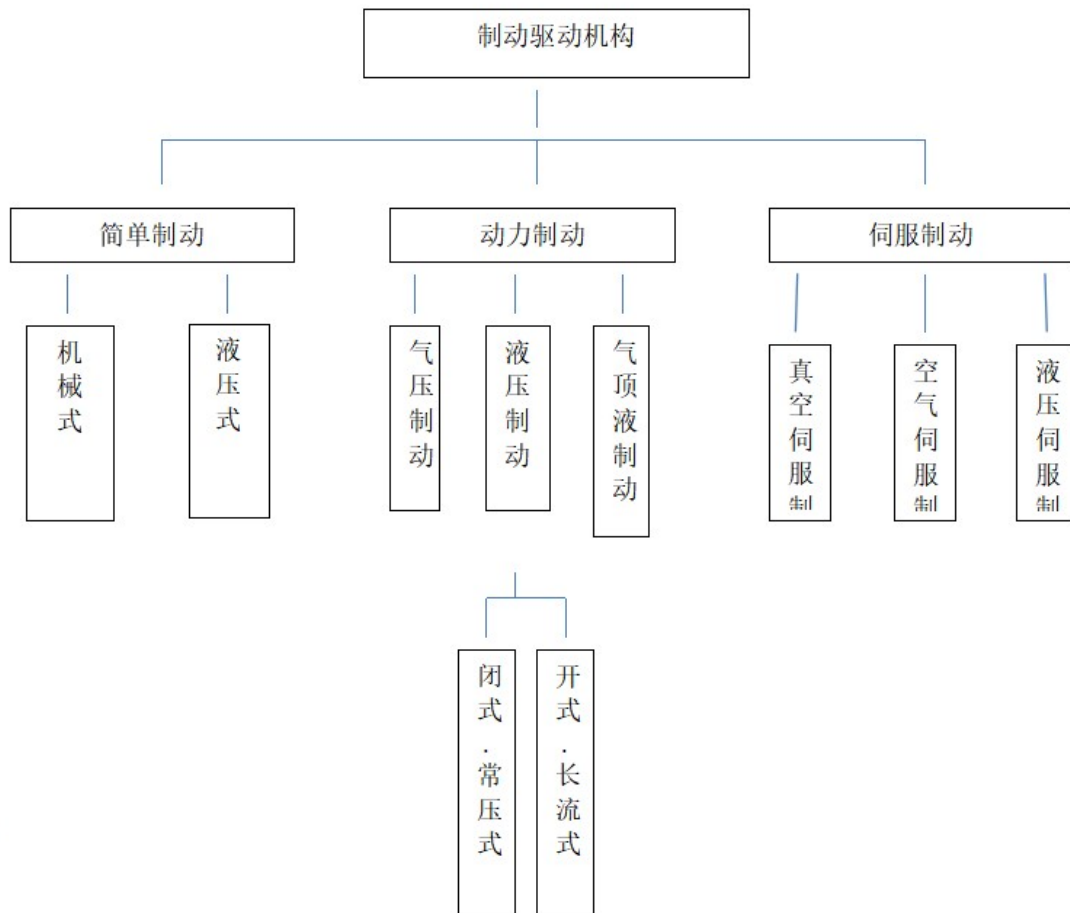 制动驱动机构
简单制动
动力制动
伺服制动
机械式
液压式
气压制动
液压制动
气顶液制动
真空伺服制
空气伺服制
液压伺服制
闭式.常压式
开式.长流式